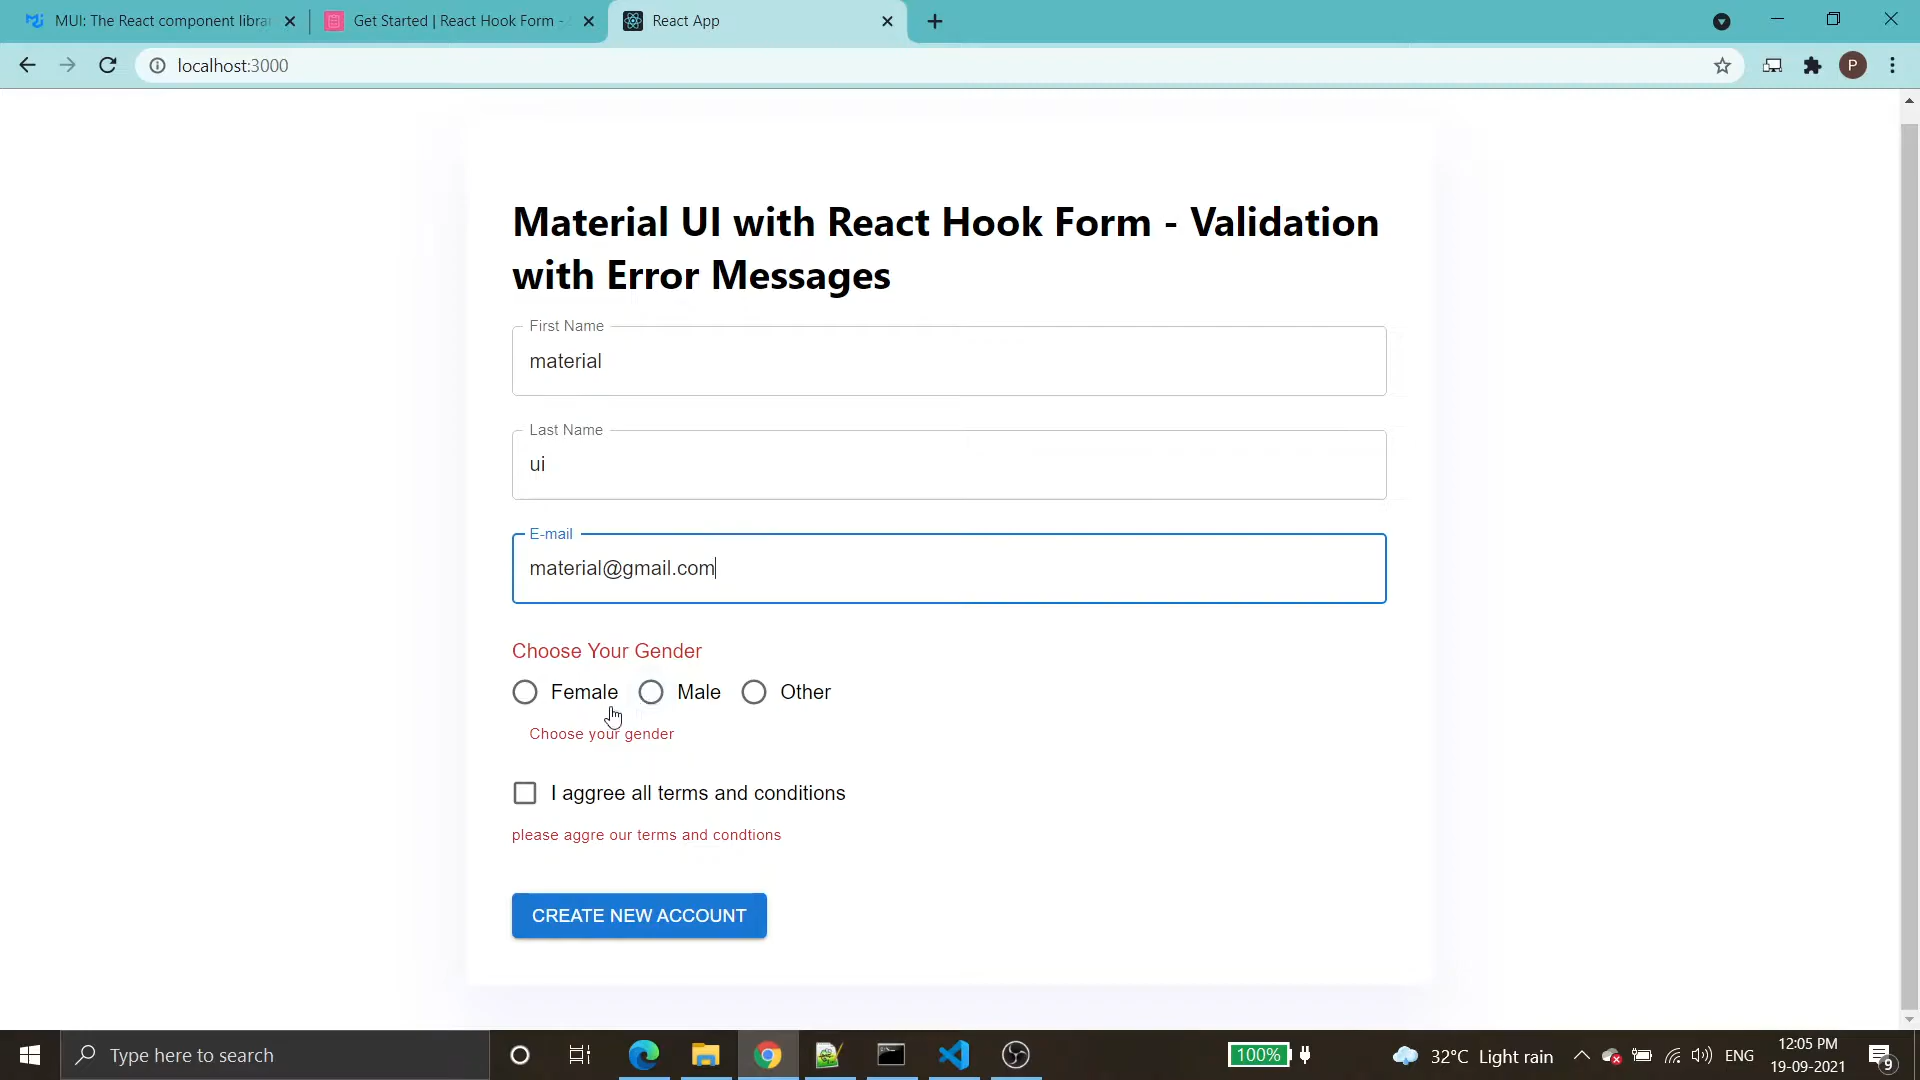 MUI: The React component libra
Get Started | React Hook Form -
React App
localhost:3000
P
Material UI with React Hook Form - Validation
with Error Messages
First Name
material
Last Name
ui
E-mail
material@gmail.com
Choose Your Gender
Female
Male
Other
Choose your gender
I aggree all terms and conditions
please aggre our terms and condtions
CREATE NEW ACCOUNT
Type here to search
100%
32°C Light rain
ENG
12:05 PM
19-09-2021
9